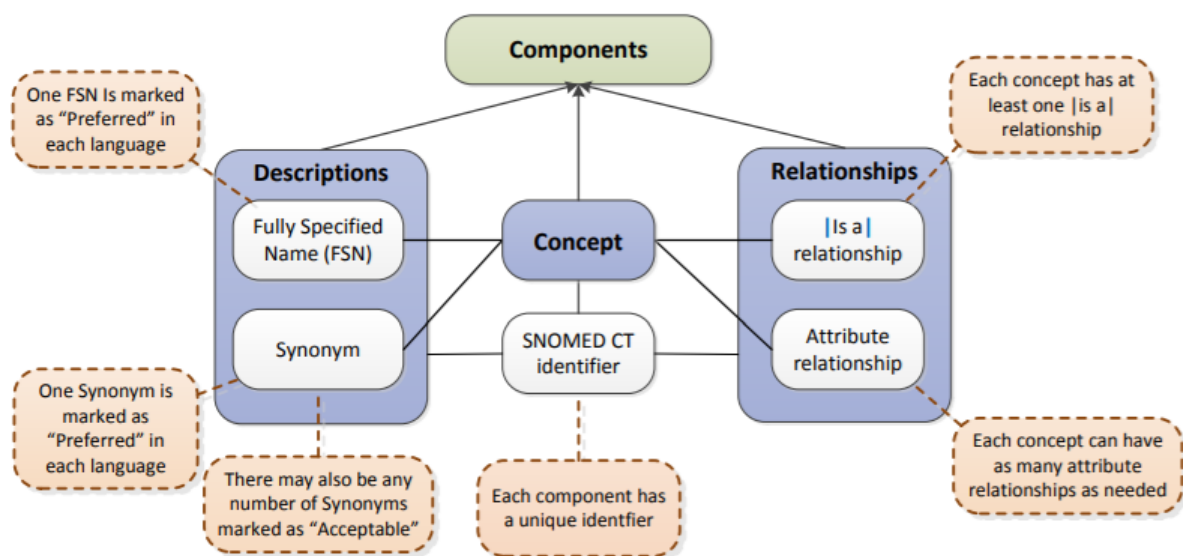 Components
One FSN Is marked
as “Preferred” in
each language
Each concept has at
least one |is a|
relationship
Descriptions
Fully Specified
Name (FSN)
Synonym
Concept
SNOMED CT
identifier
Relationships
|Is a|
relationship
Attribute
relationship
One Synonym is
marked as
“Preferred” in
each language
There may also be any
number of Synonyms
marked as “Acceptable”
Each component has
a unique identfier
Each concept can have
as many attribute
relationships as needed